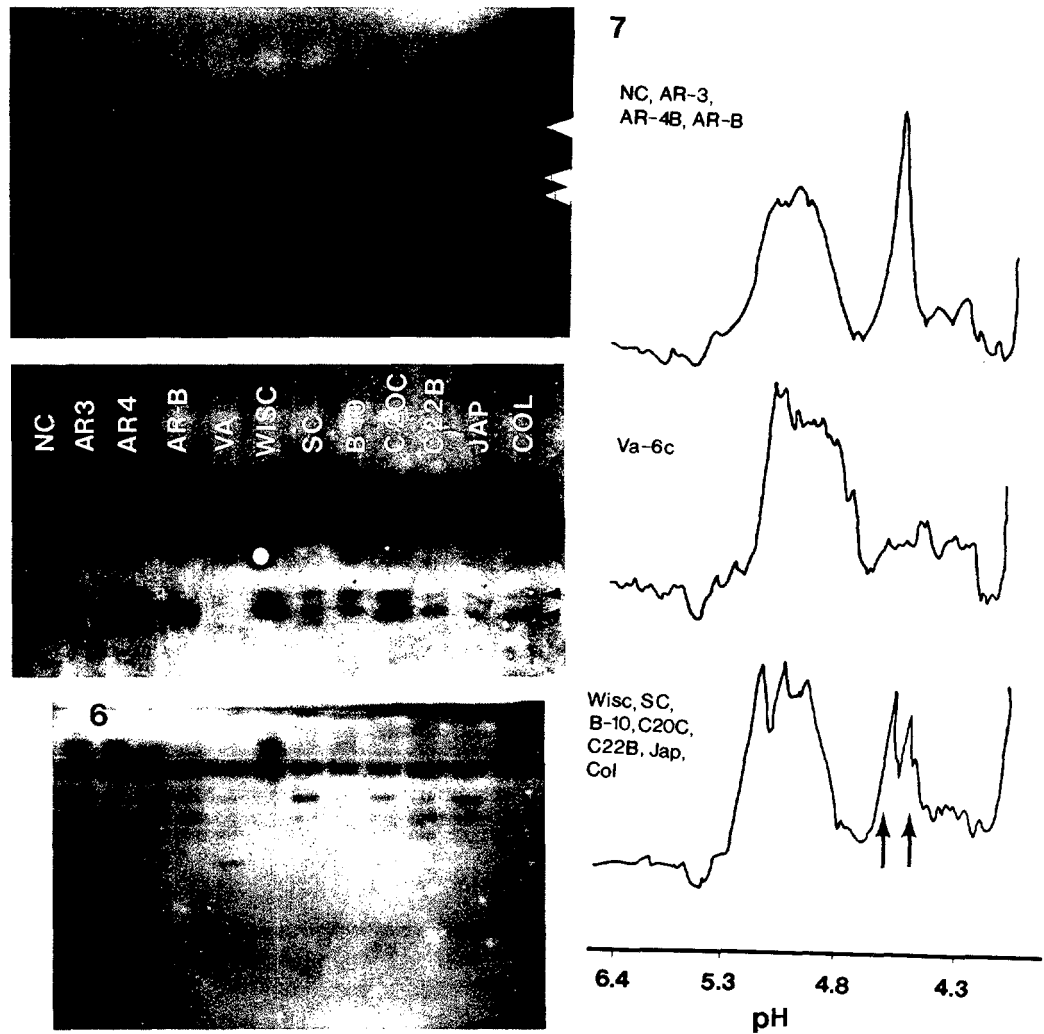 7
NC, AR-3,
AR-4B, AR-B
Va-6c
Wisc, SC,
B-10, C20C,
C22B, Jap,
Col
6.4 5.3 4.8 4.3
pH
NC AR3 AR4 AR-B VA WISC SC B10 C20C C22B JAP COL
6